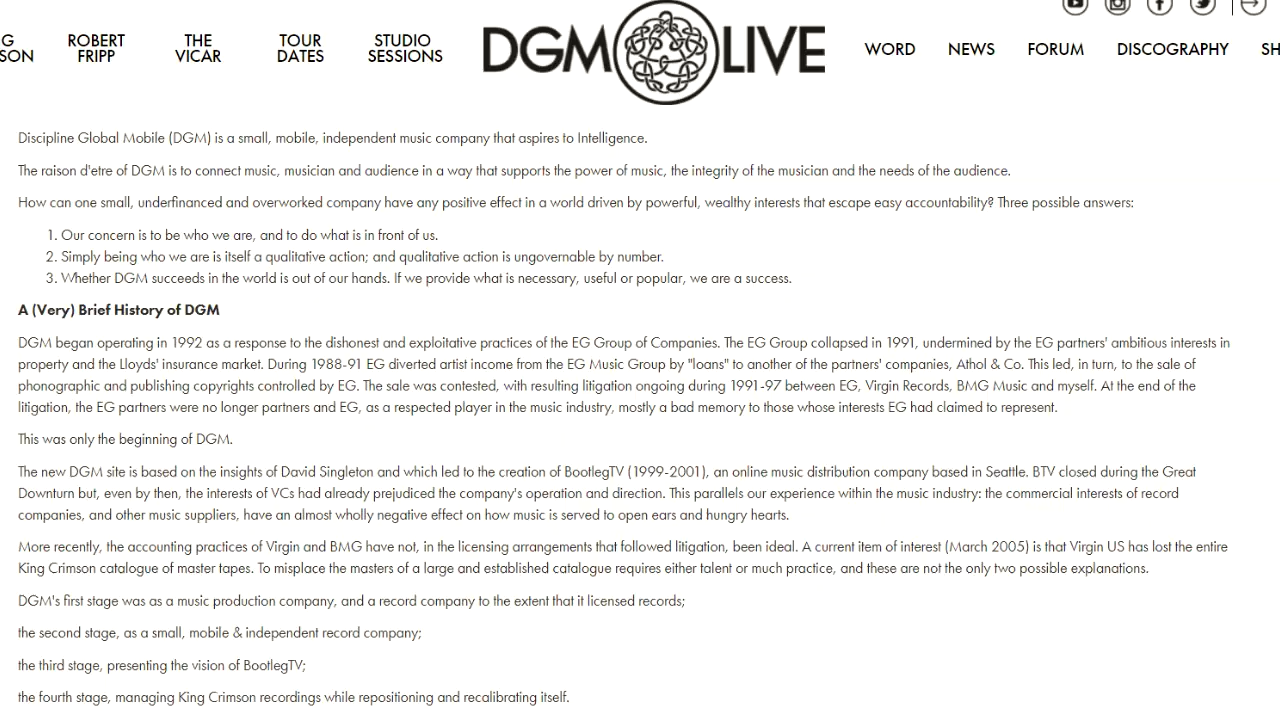 G
SON
ROBERT
FRIPP
THE
VICAR
TOUR
DATES
STUDIO
SESSIONS
DGM LIVE
WORD
NEWS
FORUM
DISCOGRAPHY
SH
Discipline Global Mobile (DGM) is a small, mobile, independent music company that aspires to Intelligence.
The raison d'etre of DGM is to connect music, musician and audience in a way that supports the power of music, the integrity of the musician and the needs of the audience.
How can one small, underfinanced and overworked company have any positive effect in a world driven by powerful, wealthy interests that escape easy accountability? Three possible answers:
1. Our concern is to be who we are, and to do what is in front of us.
2. Simply being who we are is itself a qualitative action; and qualitative action is ungovernable by number.
3. Whether DGM succeeds in the world is out of our hands. If we provide what is necessary, useful or popular, we are a success.
A (Very) Brief History of DGM
DGM began operating in 1992 as a response to the dishonest and exploitative practices of the EG Group of Companies. The EG Group collapsed in 1991, undermined by the EG partners' ambitious interests in
property and the Lloyds' insurance market. During 1988-91 EG diverted artist income from the EG Music Group by "loans" to another of the partners' companies, Athol & Co. This led, in turn, to the sale of
phonographic and publishing copyrights controlled by EG. The sale was contested, with resulting litigation ongoing during 1991-97 between EG, Virgin Records, BMG Music and myself. At the end of the
litigation, the EG partners were no longer partners and EG, as a respected player in the music industry, mostly a bad memory to those whose interests EG had claimed to represent.
This was only the beginning of DGM.
The new DGM site is based on the insights of David Singleton and which led to the creation of BootlegTV (1999-2001), an online music distribution company based in Seattle. BTV closed during the Great
Downturn but, even by then, the interests of VCs had already prejudiced the company's operation and direction. This parallels our experience within the music industry: the commercial interests of record
companies, and other music suppliers, have an almost wholly negative effect on how music is served to open ears and hungry hearts.
More recently, the accounting practices of Virgin and BMG have not, in the licensing arrangements that followed litigation, been ideal. A current item of interest (March 2005) is that Virgin US has lost the entire
King Crimson catalogue of master tapes. To misplace the masters of a large and established catalogue requires either talent or much practice, and these are not the only two possible explanations.
DGM's first stage was as a music production company, and a record company to the extent that it licensed records;
the second stage, as a small, mobile & independent record company;
the third stage, presenting the vision of BootlegTV;
the fourth stage, managing King Crimson recordings while repositioning and recalibrating itself.